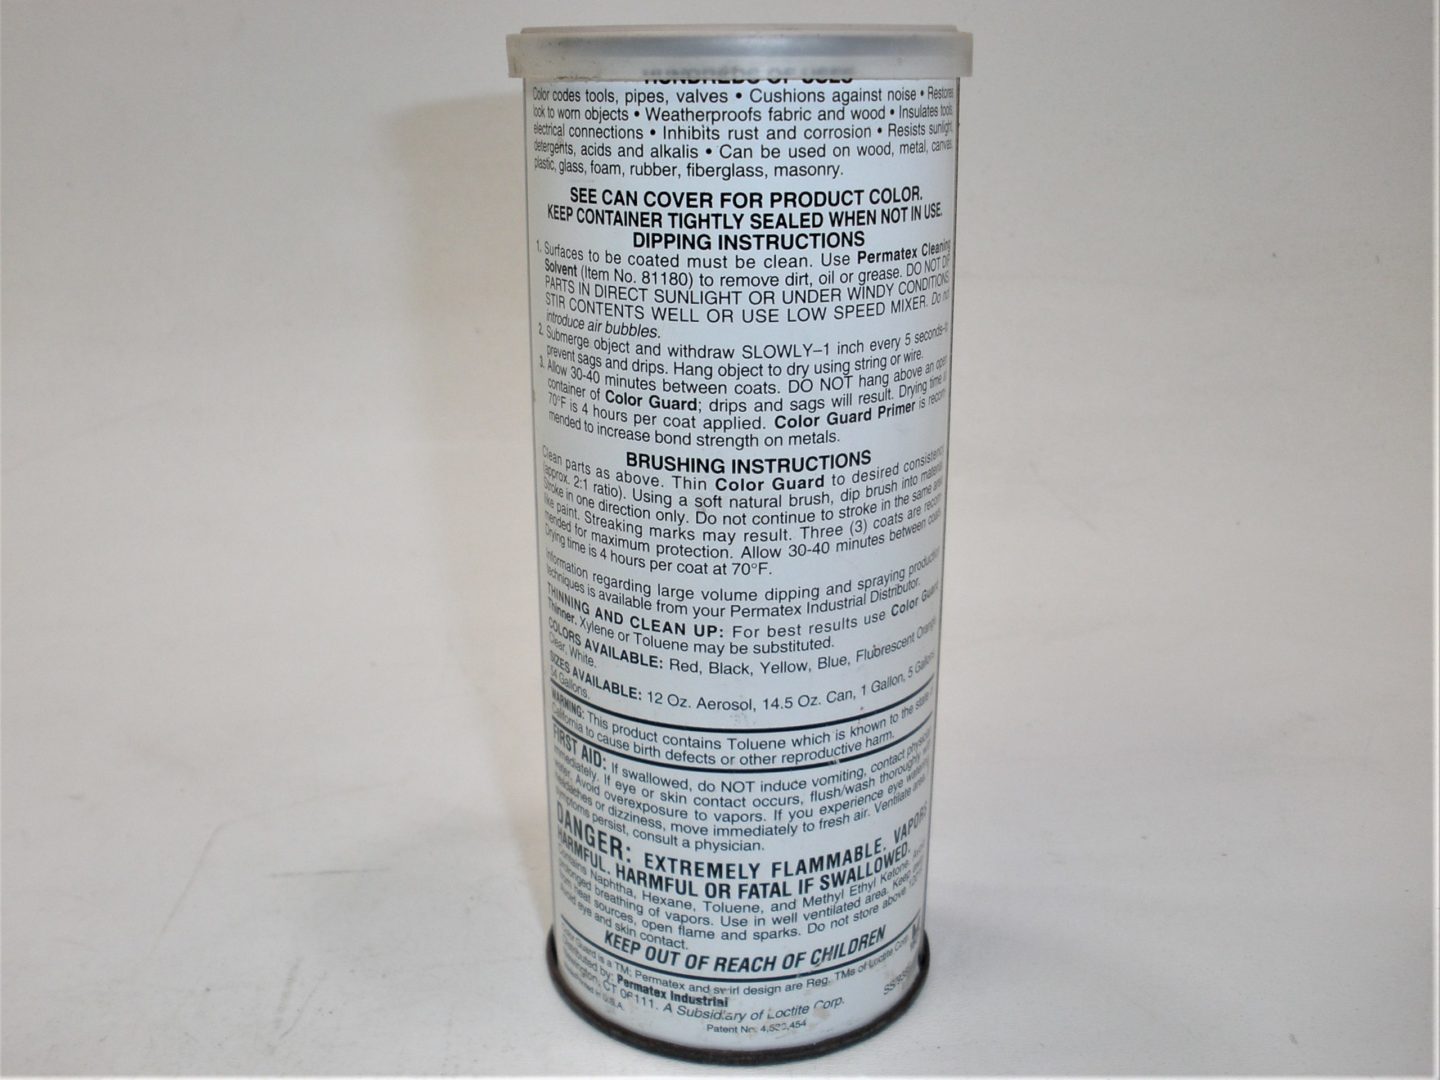 HUNDREDS OF USES
Color codes tools, pipes, valves • Cushions against noise • Restores
look to worn objects • Weatherproofs fabric and wood • Insulates tools,
electrical connections • Inhibits rust and corrosion • Resists sunlight,
detergents, acids and alkalis • Can be used on wood, metal, canvas,
plastic, glass, foam, rubber, fiberglass, masonry.
SEE CAN COVER FOR PRODUCT COLOR.
KEEP CONTAINER TIGHTLY SEALED WHEN NOT IN USE.
DIPPING INSTRUCTIONS
1. Surfaces to be coated must be clean. Use Permatex Cleaning
Solvent (Item No. 81180) to remove dirt, oil or grease. DO NOT DIP
PARTS IN DIRECT SUNLIGHT OR UNDER WINDY CONDITIONS.
STIR CONTENTS WELL OR USE LOW SPEED MIXER. Do not
introduce air bubbles.
2. Submerge object and withdraw SLOWLY–1 inch every 5 seconds–
prevent sags and drips. Hang object to dry using string or wire.
3. Allow 30-40 minutes between coats. DO NOT hang above an open
container of Color Guard; drips and sags will result. Drying time
70°F is 4 hours per coat applied. Color Guard Primer is recom-
mended to increase bond strength on metals.
BRUSHING INSTRUCTIONS
Clean parts as above. Thin Color Guard to desired consistency
(approx. 2:1 ratio). Using a soft natural brush, dip brush into material
Stroke in one direction only. Do not continue to stroke in the same area
like paint. Streaking marks may result. Three (3) coats are recom-
mended for maximum protection. Allow 30-40 minutes between coats.
Drying time is 4 hours per coat at 70°F.
Information regarding large volume dipping and spraying production
techniques is available from your Permatex Industrial Distributor.
THINNING AND CLEAN UP: For best results use Color Guard
Thinner. Xylene or Toluene may be substituted.
COLORS AVAILABLE: Red, Black, Yellow, Blue, Fluorescent Orange,
Clear, White.
SIZES AVAILABLE: 12 Oz. Aerosol, 14.5 Oz. Can, 1 Gallon, 5 Gallons,
54 Gallons.
WARNING: This product contains Toluene which is known to the state of
California to cause birth defects or other reproductive harm.
FIRST AID: If swallowed, do NOT induce vomiting, contact physician
immediately. If eye or skin contact occurs, flush/wash thoroughly with
water. Avoid overexposure to vapors. If you experience eye watering,
headaches or dizziness, move immediately to fresh air. Ventilate area.
symptoms persist, consult a physician.
DANGER: EXTREMELY FLAMMABLE. VAPORS
HARMFUL. HARMFUL OR FATAL IF SWALLOWED.
Contains Naphtha, Hexane, Toluene, and Methyl Ethyl Ketone. Avoid
prolonged breathing of vapors. Use in well ventilated area. Keep away
from heat sources, open flame and sparks. Do not store above
Avoid eye and skin contact.
KEEP OUT OF REACH OF CHILDREN
Color Guard is a TM; Permatex and swirl design are Reg. TMs of Loctite Corp.
Distributed by: Permatex Industrial
Newington, CT 06111. A Subsidiary of Loctite Corp.
Printed in U.S.A.
Patent No. 4,522,454